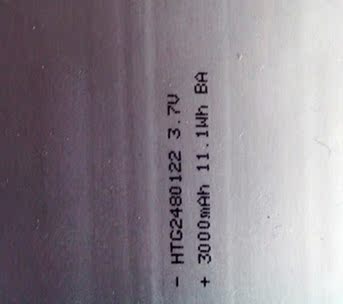 - HTG2480122 3.7V
+ 3000mAh 11.1Wh BA